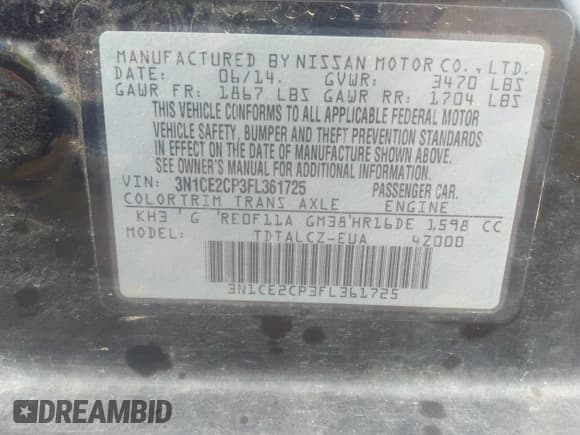 MANUFACTURED BY NISSAN MOTOR CO., LTD.
DATE: 06/14. GVWR: 3470 LBS
GAWR FR: 1867 LBS GAWR RR: 1704 LBS
THIS VEHICLE CONFORMS TO ALL APPLICABLE FEDERAL MOTOR
VEHICLE SAFETY, BUMPER AND THEFT PREVENTION STANDARDS
IN EFFECT ON THE DATE OF MANUFACTURE SHOWN ABOVE.
SEE OWNER'S MANUAL FOR ADDITIONAL INFORMATION.
VIN: 3N1CE2CP3FL361725 PASSENGER CAR.
COLOR TRIM TRANS AXLE ENGINE
KH3 ' G 'RE0F11A GM38'HR16DE 1598 CC
TDTALCZ-EUA 4Z000
3N1CE2CP3FL361725
DREAMBID